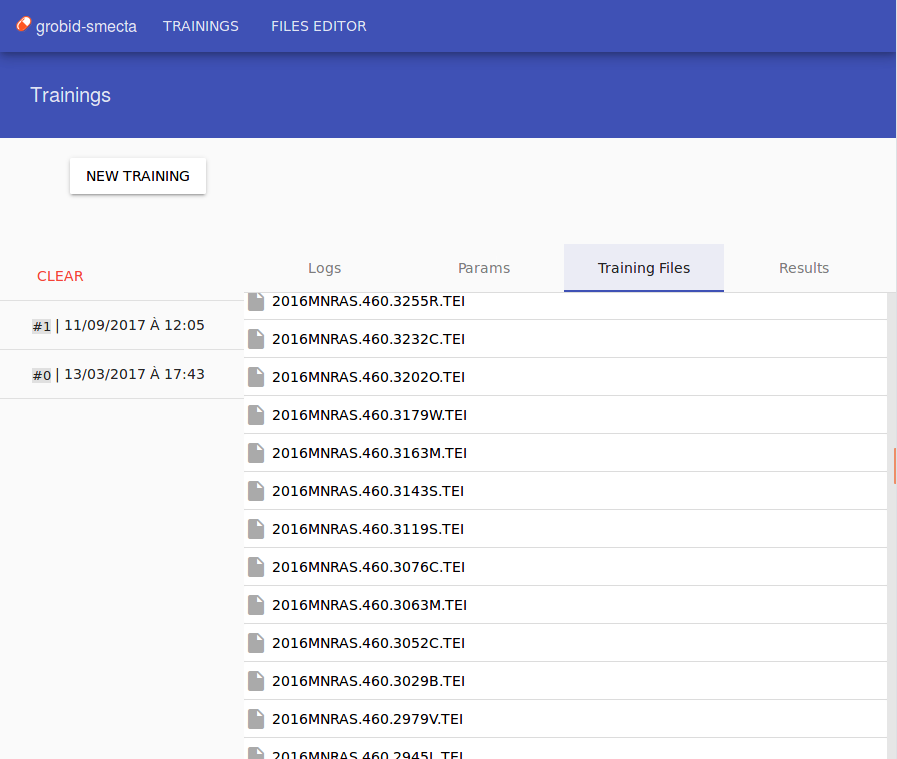 grobid-smecta TRAININGS FILES EDITOR
Trainings
NEW TRAINING
CLEAR
#1 | 11/09/2017 À 12:05
#0 | 13/03/2017 À 17:43
Logs Params Training Files Results
2016MNRAS.460.3255R.TEI
2016MNRAS.460.3232C.TEI
2016MNRAS.460.3202O.TEI
2016MNRAS.460.3179W.TEI
2016MNRAS.460.3163M.TEI
2016MNRAS.460.3143S.TEI
2016MNRAS.460.3119S.TEI
2016MNRAS.460.3076C.TEI
2016MNRAS.460.3063M.TEI
2016MNRAS.460.3052C.TEI
2016MNRAS.460.3029B.TEI
2016MNRAS.460.2979V.TEI